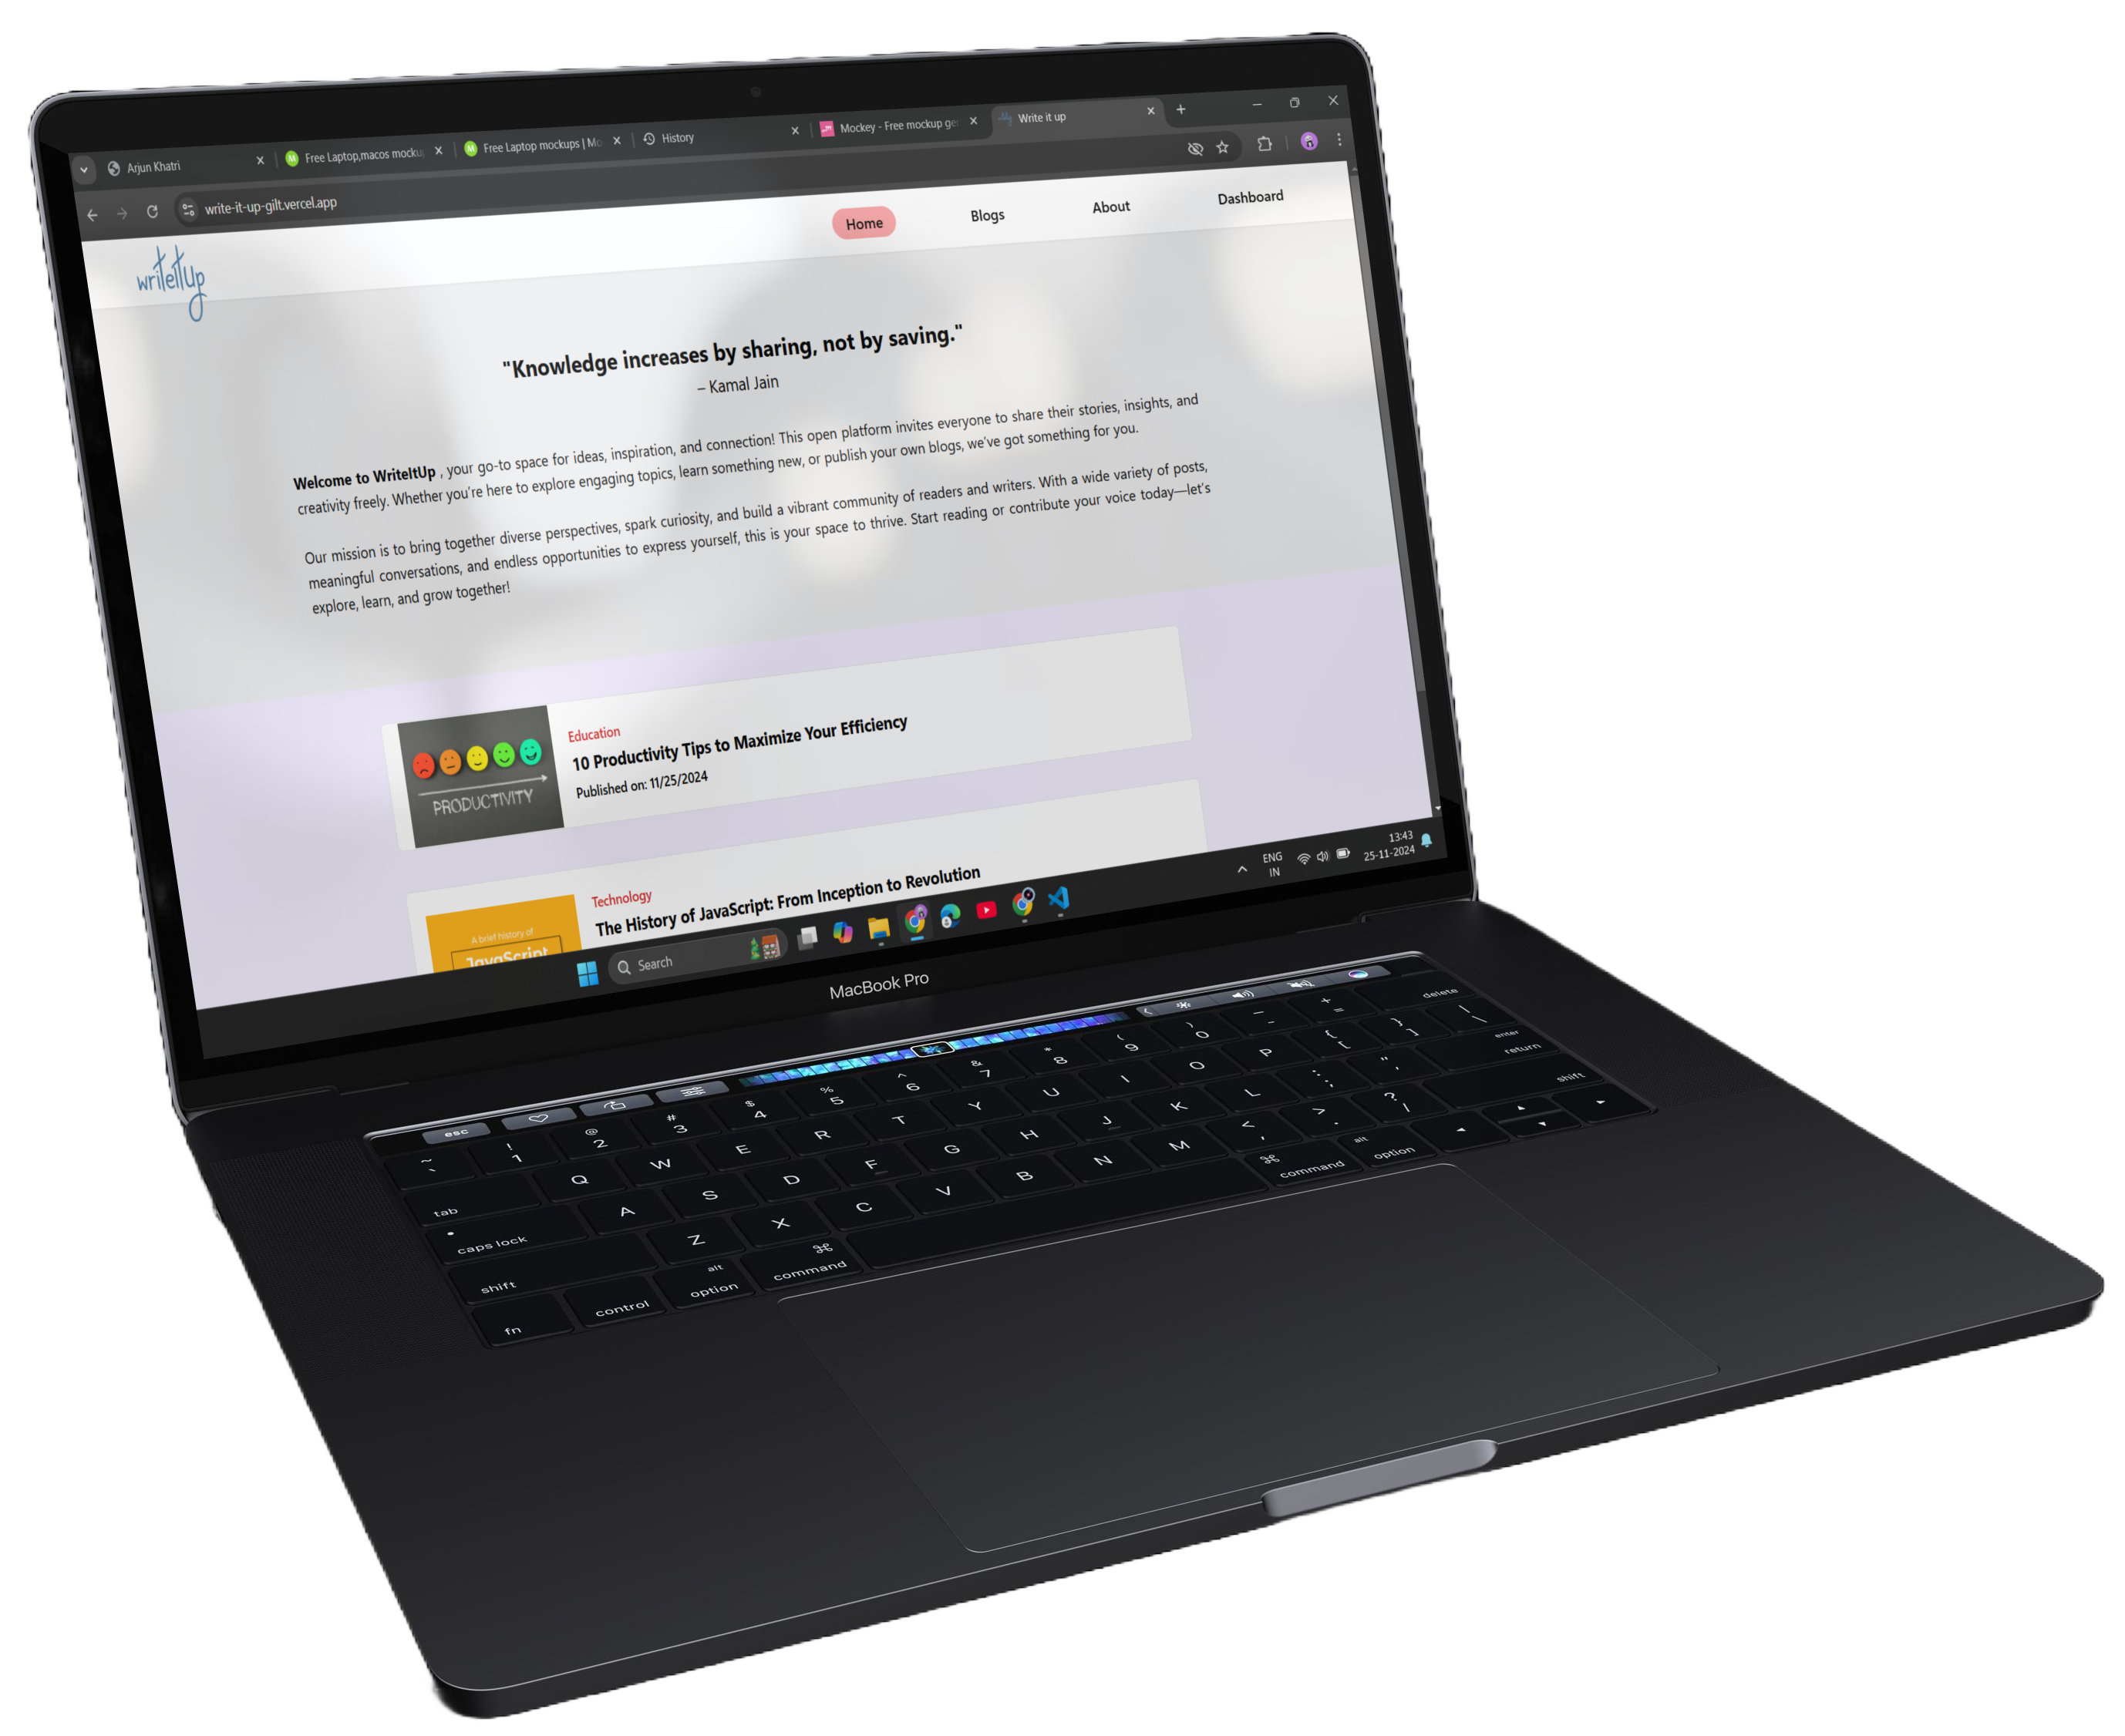 Arjun Khatri
Free Laptop,macos mocku
Free Laptop mockups | Mo
History
Mockey - Free mockup ge
Write it up
write-it-up-gilt.vercel.app
writeItUp
Home
Blogs
About
Dashboard
"Knowledge increases by sharing, not by saving."
– Kamal Jain
Welcome to WriteItUp , your go-to space for ideas, inspiration, and connection! This open platform invites everyone to share their stories, insights, and
creativity freely. Whether you're here to explore engaging topics, learn something new, or publish your own blogs, we've got something for you.
Our mission is to bring together diverse perspectives, spark curiosity, and build a vibrant community of readers and writers. With a wide variety of posts,
meaningful conversations, and endless opportunities to express yourself, this is your space to thrive. Start reading or contribute your voice today—let's
explore, learn, and grow together!
PRODUCTIVITY
Education
10 Productivity Tips to Maximize Your Efficiency
Published on: 11/25/2024
A brief history of
JavaScript
Technology
The History of JavaScript: From Inception to Revolution
Search
ENG
IN
13:43
25-11-2024
MacBook Pro
esc
~ ! @ # $ % ^ & * ( ) _ +
` 1 2 3 4 5 6 7 8 9 0 - = delete
tab Q W E R T Y U I O P { [ } ] | \
caps lock A S D F G H J K L : ; " ' enter return
shift Z X C V B N M < , > . ? / shift
fn control alt option ⌘ command ⌘ command alt option